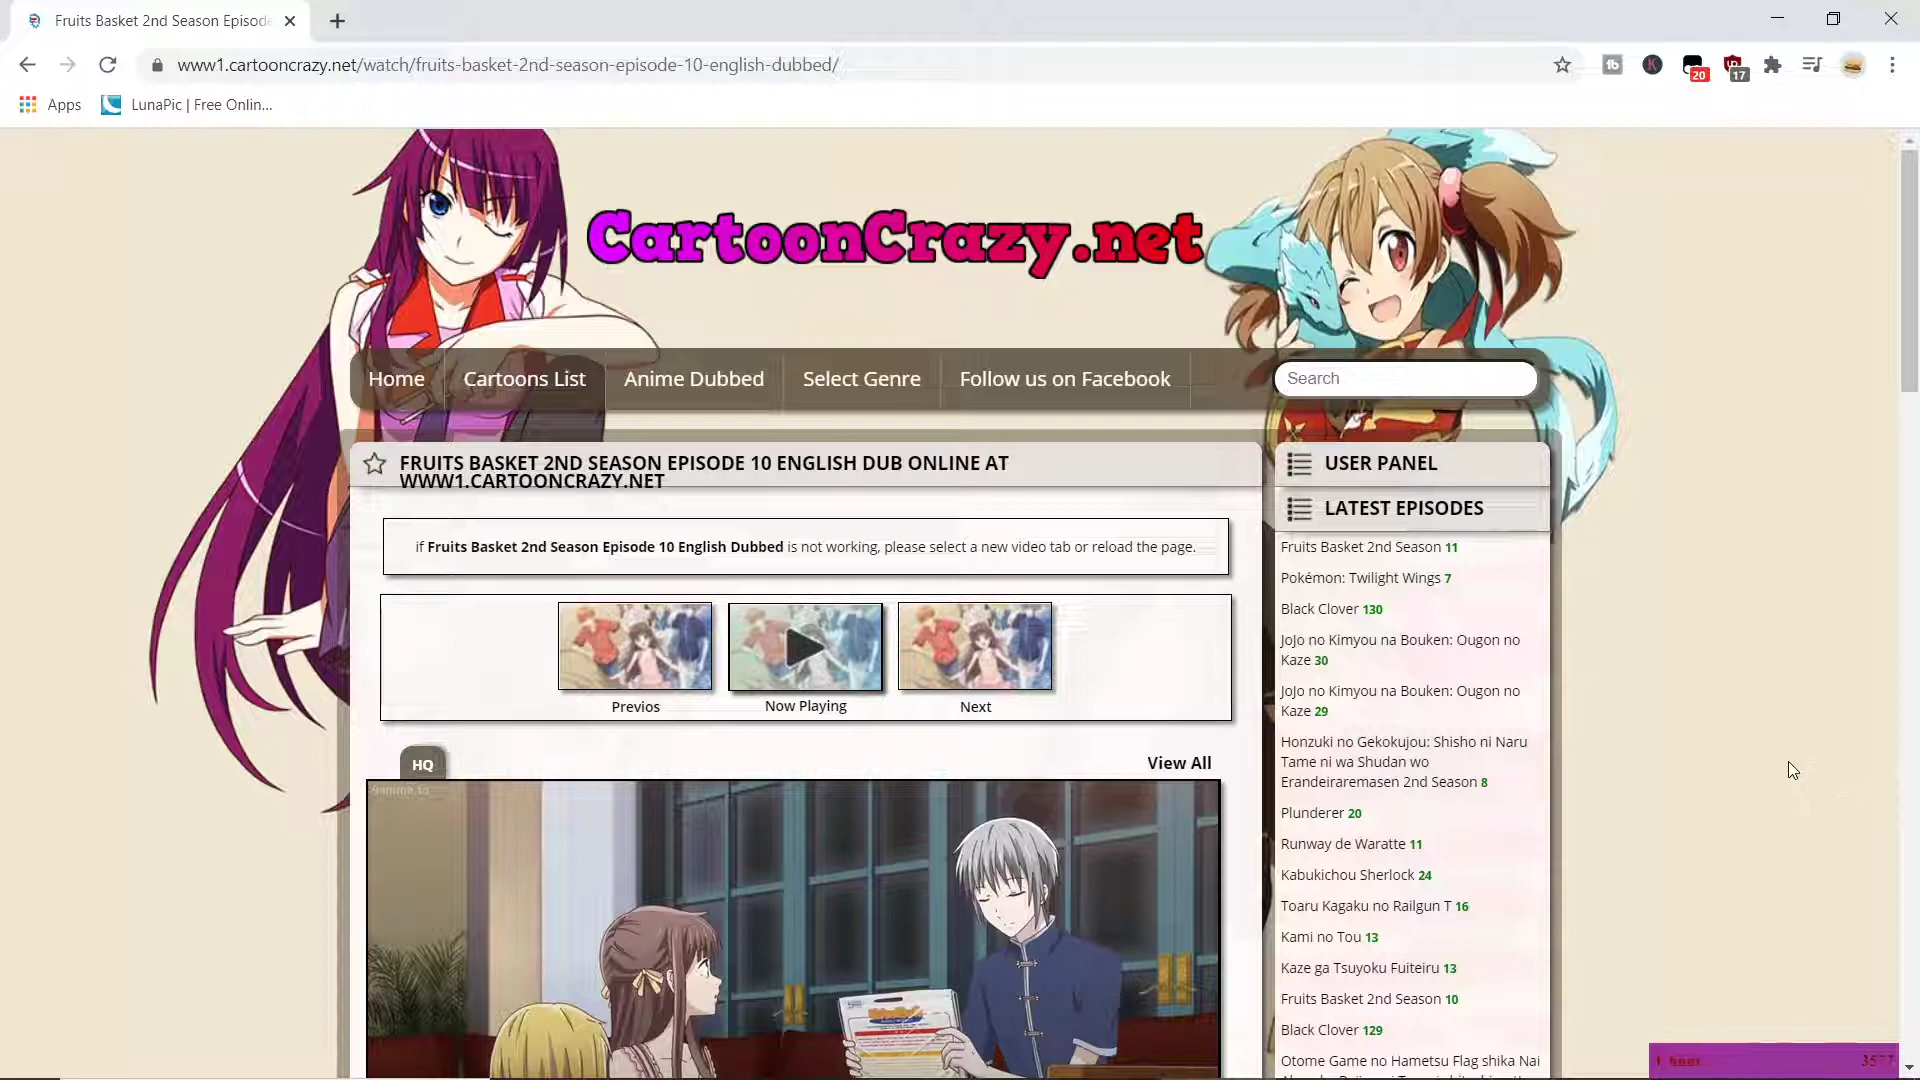 Fruits Basket 2nd Season Episode
www1.cartooncrazy.net/watch/fruits-basket-2nd-season-episode-10-english-dubbed/
20
17
Apps
LunaPic | Free Onlin...
CartoonCrazy.net
Home
Cartoons List
Anime Dubbed
Select Genre
Follow us on Facebook
Search
FRUITS BASKET 2ND SEASON EPISODE 10 ENGLISH DUB ONLINE AT
WWW1.CARTOONCRAZY.NET
if Fruits Basket 2nd Season Episode 10 English Dubbed is not working, please select a new video tab or reload the page.
Previos
Now Playing
Next
HQ
View All
USER PANEL
LATEST EPISODES
Fruits Basket 2nd Season 11
Pokémon: Twilight Wings 7
Black Clover 130
JoJo no Kimyou na Bouken: Ougon no
Kaze 30
JoJo no Kimyou na Bouken: Ougon no
Kaze 29
Honzuki no Gekokujou: Shisho ni Naru
Tame ni wa Shudan wo
Erandeiraremasen 2nd Season 8
Plunderer 20
Runway de Waratte 11
Kabukichou Sherlock 24
Toaru Kagaku no Railgun T 16
Kami no Tou 13
Kaze ga Tsuyoku Fuiteiru 13
Fruits Basket 2nd Season 10
Black Clover 129
Otome Game no Hametsu Flag shika Nai